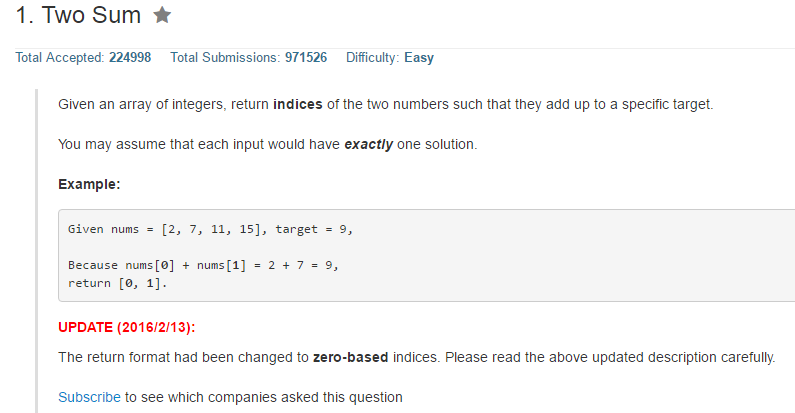 1. Two Sum
Total Accepted: 224998 Total Submissions: 971526 Difficulty: Easy
Given an array of integers, return indices of the two numbers such that they add up to a specific target.
You may assume that each input would have exactly one solution.
Example:
Given nums = [2, 7, 11, 15], target = 9,
Because nums[0] + nums[1] = 2 + 7 = 9,
return [0, 1].
UPDATE (2016/2/13):
The return format had been changed to zero-based indices. Please read the above updated description carefully.
Subscribe to see which companies asked this question